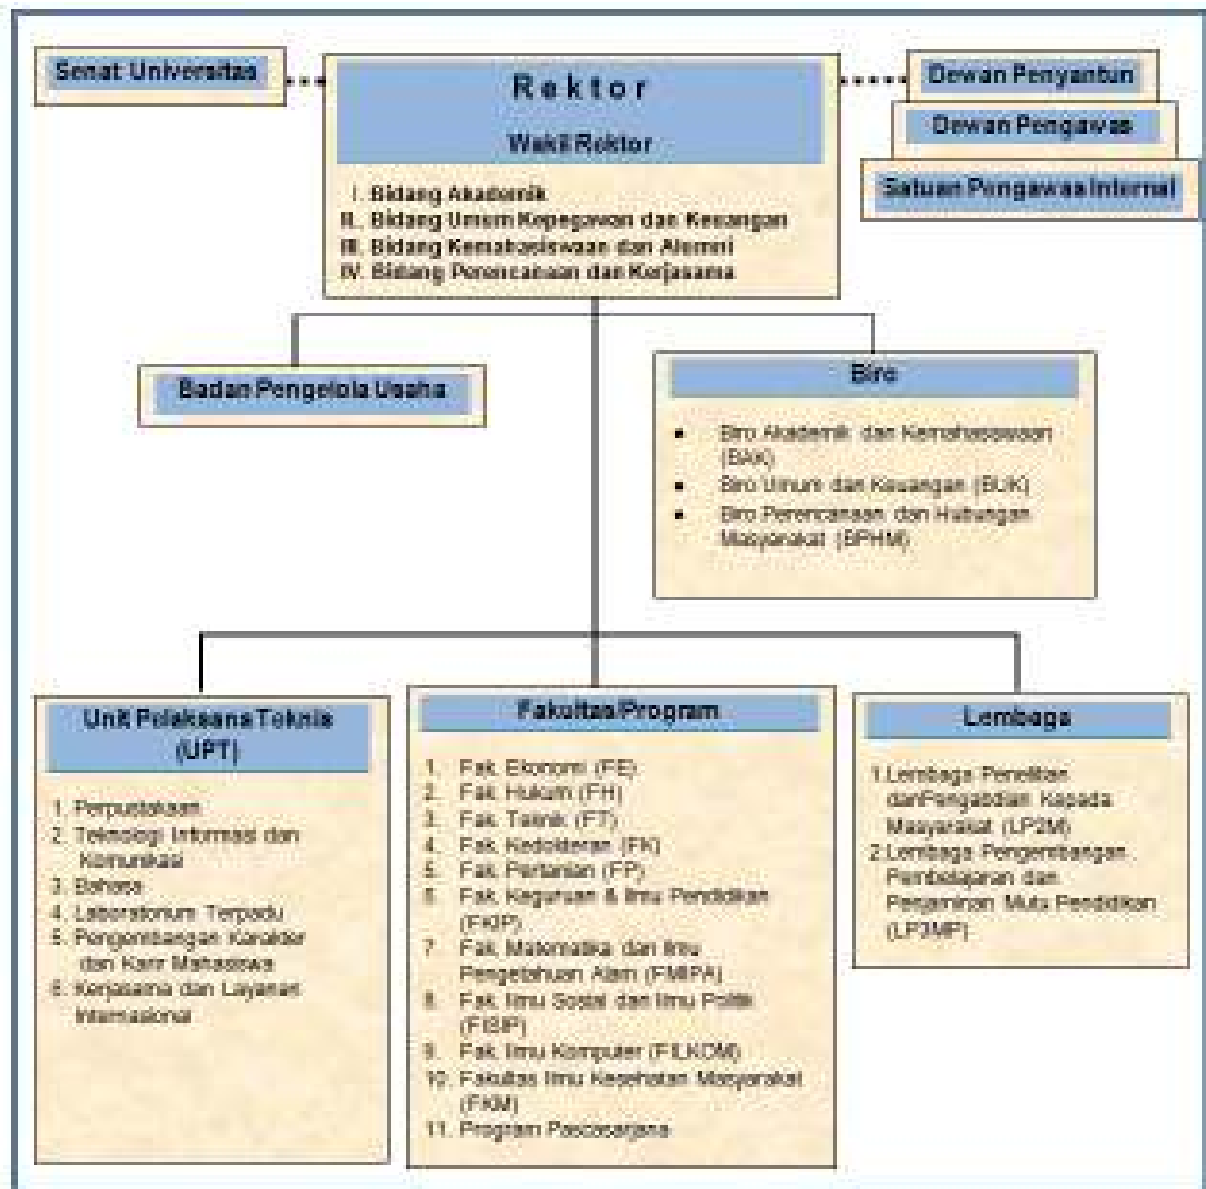 Senat Universitas
Rektor
Wakil Rektor
I. Bidang Akademik
II. Bidang Umum Kepegawan dan Keuangan
III. Bidang Kemahasiswaan dan Alumni
IV. Bidang Perencanaan dan Kerjasama
Dewan Penyantun
Dewan Pengawas
Satuan Pengawas Internal
Badan Pengelola Usaha
Biro
Biro Akademik dan Kemahasiswaan
(BAK)
Biro Umum dan Keuangan (BUK)
Biro Perencanaan dan Hubungan
Masyarakat (BPHM)
Unit Pelaksana Teknis
(UPT)
1. Perpustakaan
2. Teknologi Informasi dan
Komunikasi
3. Bahasa
4. Laboratorium Terpadu
5. Pengembangan Karakter
dan Karir Mahasiswa
6. Kerjasama dan Layanan
Internasional
Fakultas/Program
1. Fak. Ekonomi (FE)
2. Fak. Hukum (FH)
3. Fak. Teknik (FT)
4. Fak. Kedokteran (FK)
5. Fak. Pertanian (FP)
6. Fak. Keguruan & Ilmu Pendidikan
(FKIP)
7. Fak. Matematika dan Ilmu
Pengetahuan Alam (FMIPA)
8. Fak. Ilmu Sosial dan Ilmu Politik
(FISIP)
9. Fak. Ilmu Komputer (FILKOM)
10. Fakultas Ilmu Kesehatan Masyarakat
(FKM)
11. Program Pascasarjana
Lembaga
1.Lembaga Penelitian
danPengabdian Kepada
Masyarakat (LP2M)
2.Lembaga Pengembangan
Pembelajaran dan
Penjaminan Mutu Pendidikan
(LP3MP)